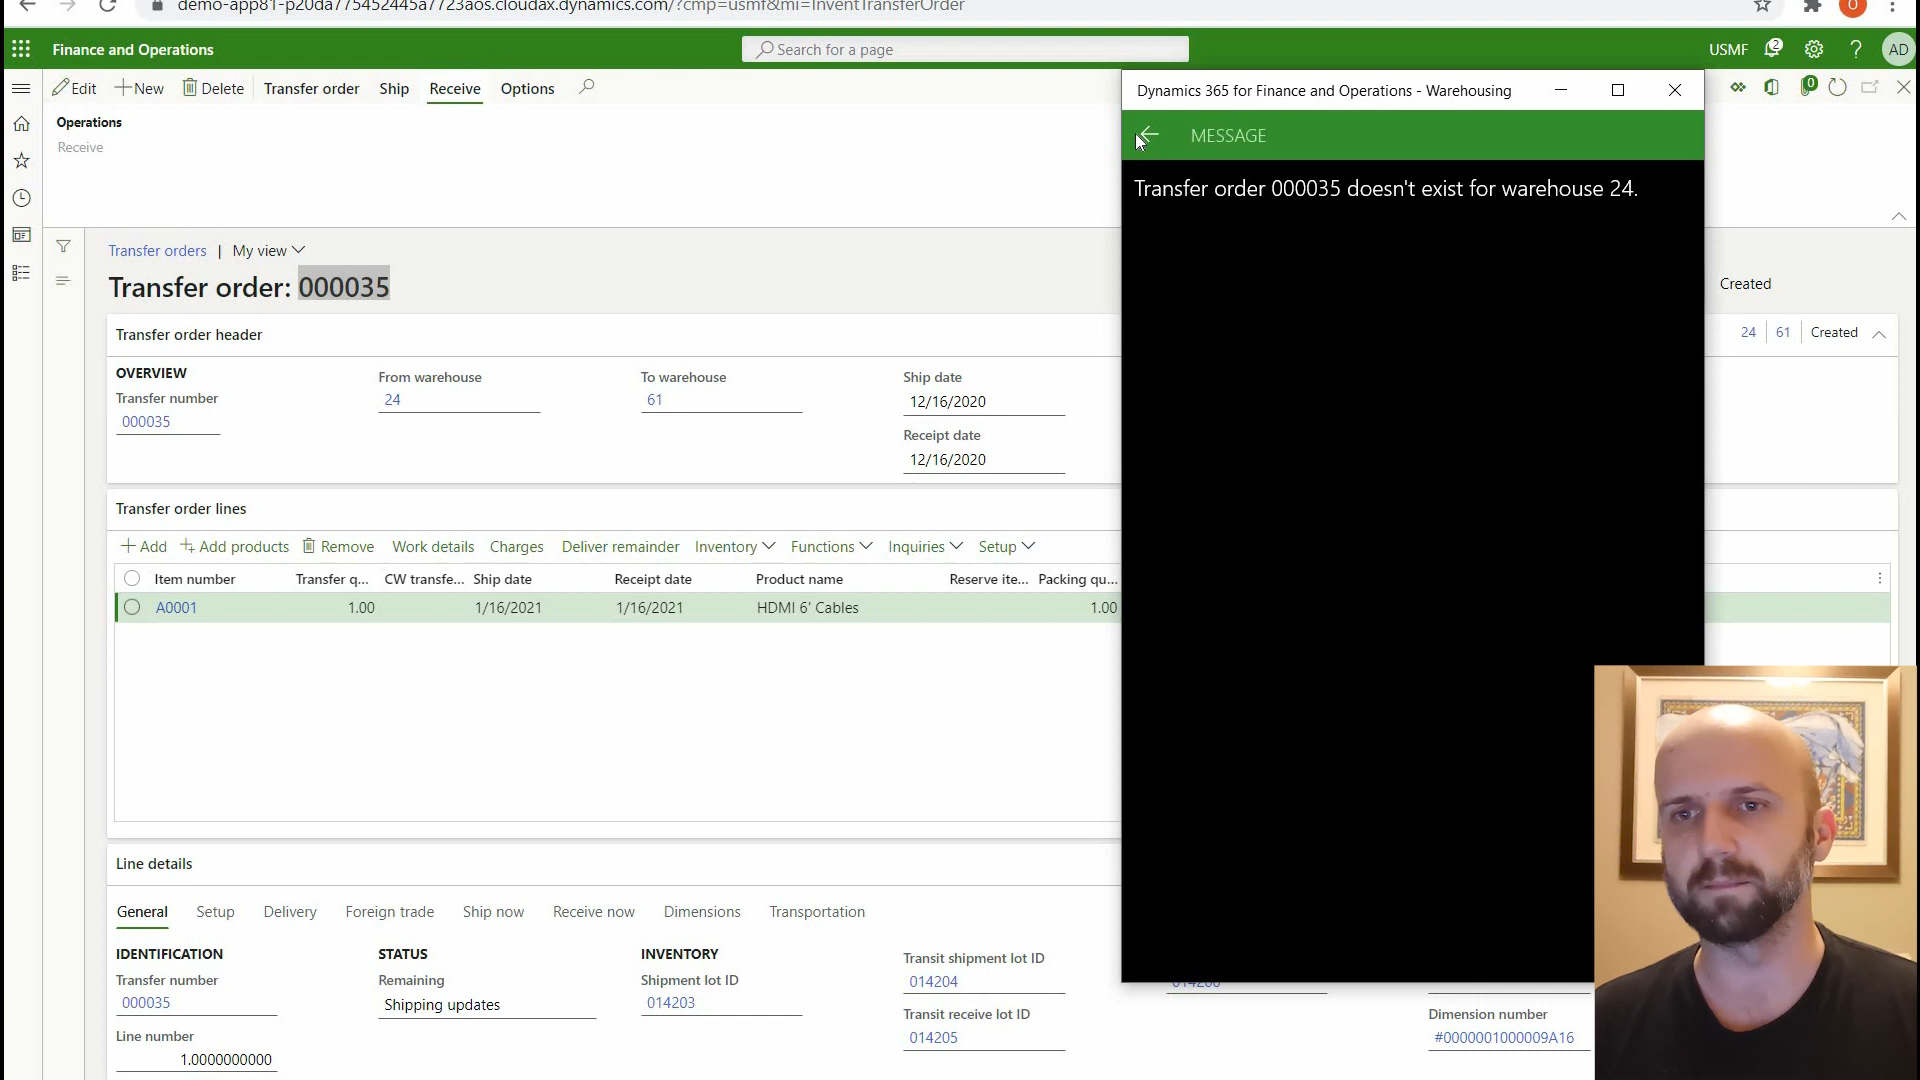 demo-app81-p20da775452445a7723aos.cloudax.dynamics.com/?cmp=usmf&mi=InventTransferOrder
O
Finance and Operations
Search for a page
USMF
2
AD
Edit
New
Delete
Transfer order
Ship
Receive
Options
0
Operations
Receive
Dynamics 365 for Finance and Operations - Warehousing
MESSAGE
Transfer order 000035 doesn't exist for warehouse 24.
Transfer orders | My view
Transfer order: 000035
Created
Transfer order header
24 | 61 | Created
OVERVIEW
Transfer number
000035
From warehouse
24
To warehouse
61
Ship date
12/16/2020
Receipt date
12/16/2020
Transfer order lines
Add
Add products
Remove
Work details
Charges
Deliver remainder
Inventory
Functions
Inquiries
Setup
Item number
Transfer q...
CW transfe...
Ship date
Receipt date
Product name
Reserve ite...
Packing qu...
A0001
1.00
1/16/2021
1/16/2021
HDMI 6' Cables
1.00
Line details
General
Setup
Delivery
Foreign trade
Ship now
Receive now
Dimensions
Transportation
IDENTIFICATION
Transfer number
000035
Line number
1.0000000000
STATUS
Remaining
Shipping updates
INVENTORY
Shipment lot ID
014203
Transit shipment lot ID
014204
Transit receive lot ID
014205
Dimension number
#0000001000009A16